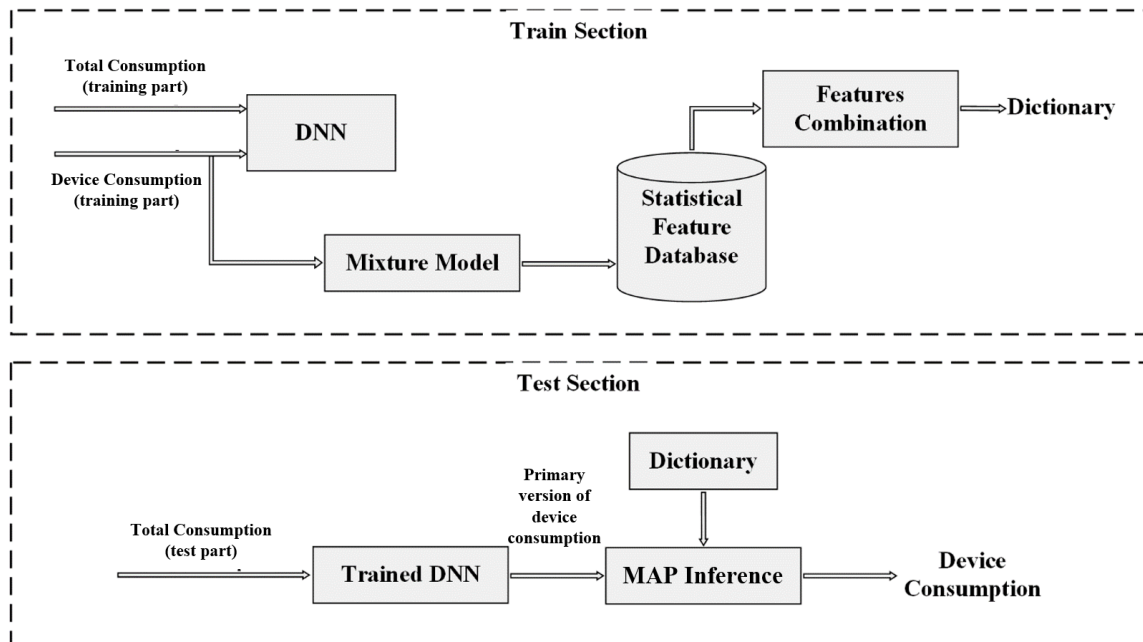 Train Section
Total Consumption
(training part)
DNN
Device Consumption
(training part)
Mixture Model
Statistical
Feature
Database
Features
Combination
Dictionary
Test Section
Total Consumption
(test part)
Trained DNN
Primary
version of
device
consumption
Dictionary
MAP Inference
Device
Consumption